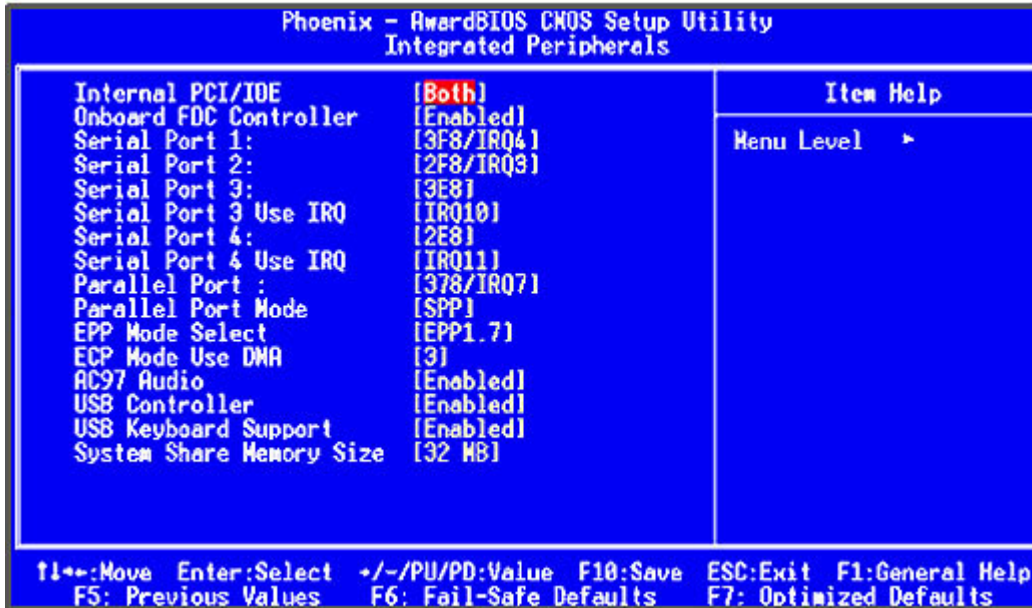 Phoenix - AwardBIOS CMOS Setup Utility
Integrated Peripherals
Internal PCI/IDE [Both]
Onboard FDC Controller [Enabled]
Serial Port 1: [3F8/IRQ4]
Serial Port 2: [2F8/IRQ3]
Serial Port 3: [3E8]
Serial Port 3 Use IRQ [IRQ10]
Serial Port 4: [2E8]
Serial Port 4 Use IRQ [IRQ11]
Parallel Port : [378/IRQ7]
Parallel Port Mode [SPP]
EPP Mode Select [EPP1.7]
ECP Mode Use DMA [3]
AC97 Audio [Enabled]
USB Controller [Enabled]
USB Keyboard Support [Enabled]
System Share Memory Size [32 MB]
Item Help
Menu Level ►
↑↓→←:Move Enter:Select +/-/PU/PD:Value F10:Save ESC:Exit F1:General Help
F5: Previous Values F6: Fail-Safe Defaults F7: Optimized Defaults